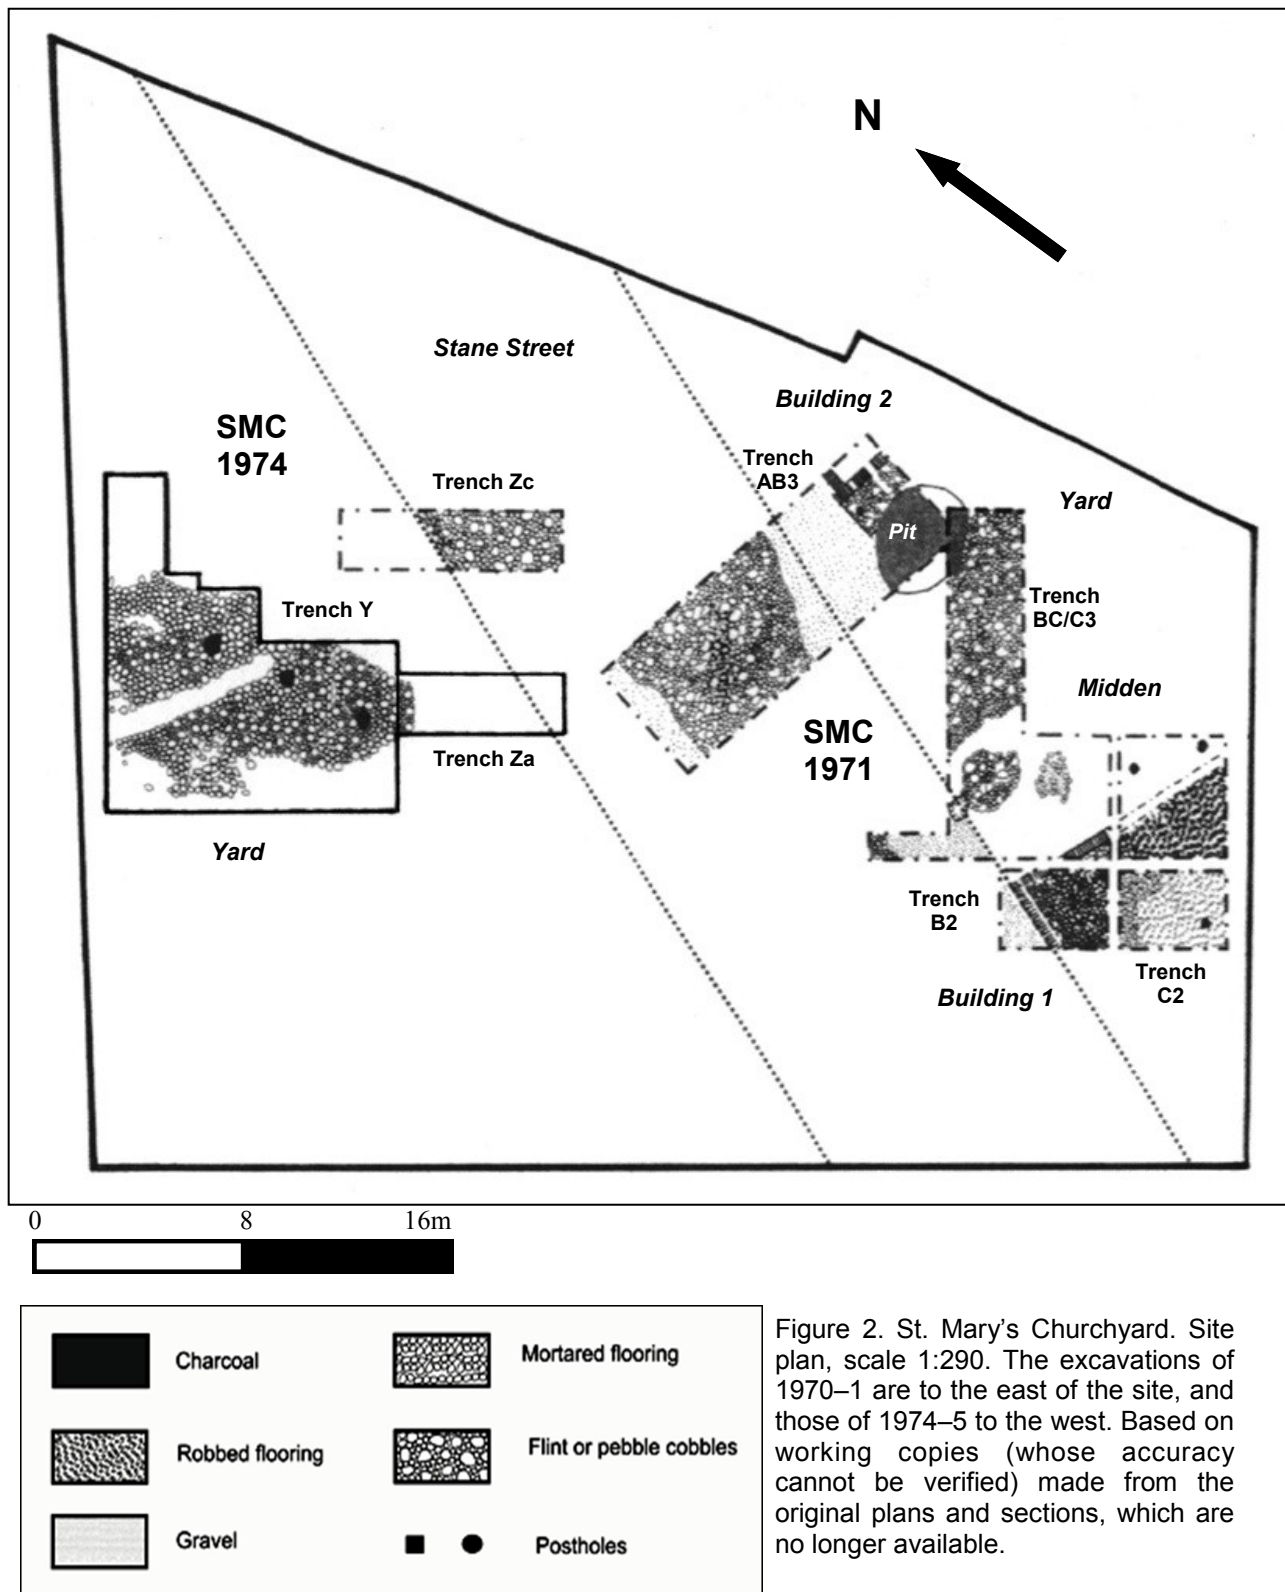 N
Stane Street
Building 2
SMC
1974
Trench
AB3
Trench Zc
Yard
Pit
Trench Y
Trench
BC/C3
Midden
SMC
1971
Trench Za
Yard
Trench
B2
Trench
C2
Building 1
0 8 16m
Charcoal
Mortared flooring
Robbed flooring
Flint or pebble cobbles
Gravel
Postholes
Figure 2. St. Mary’s Churchyard. Site
plan, scale 1:290. The excavations of
1970–1 are to the east of the site, and
those of 1974–5 to the west. Based on
working copies (whose accuracy
cannot be verified) made from the
original plans and sections, which are
no longer available.